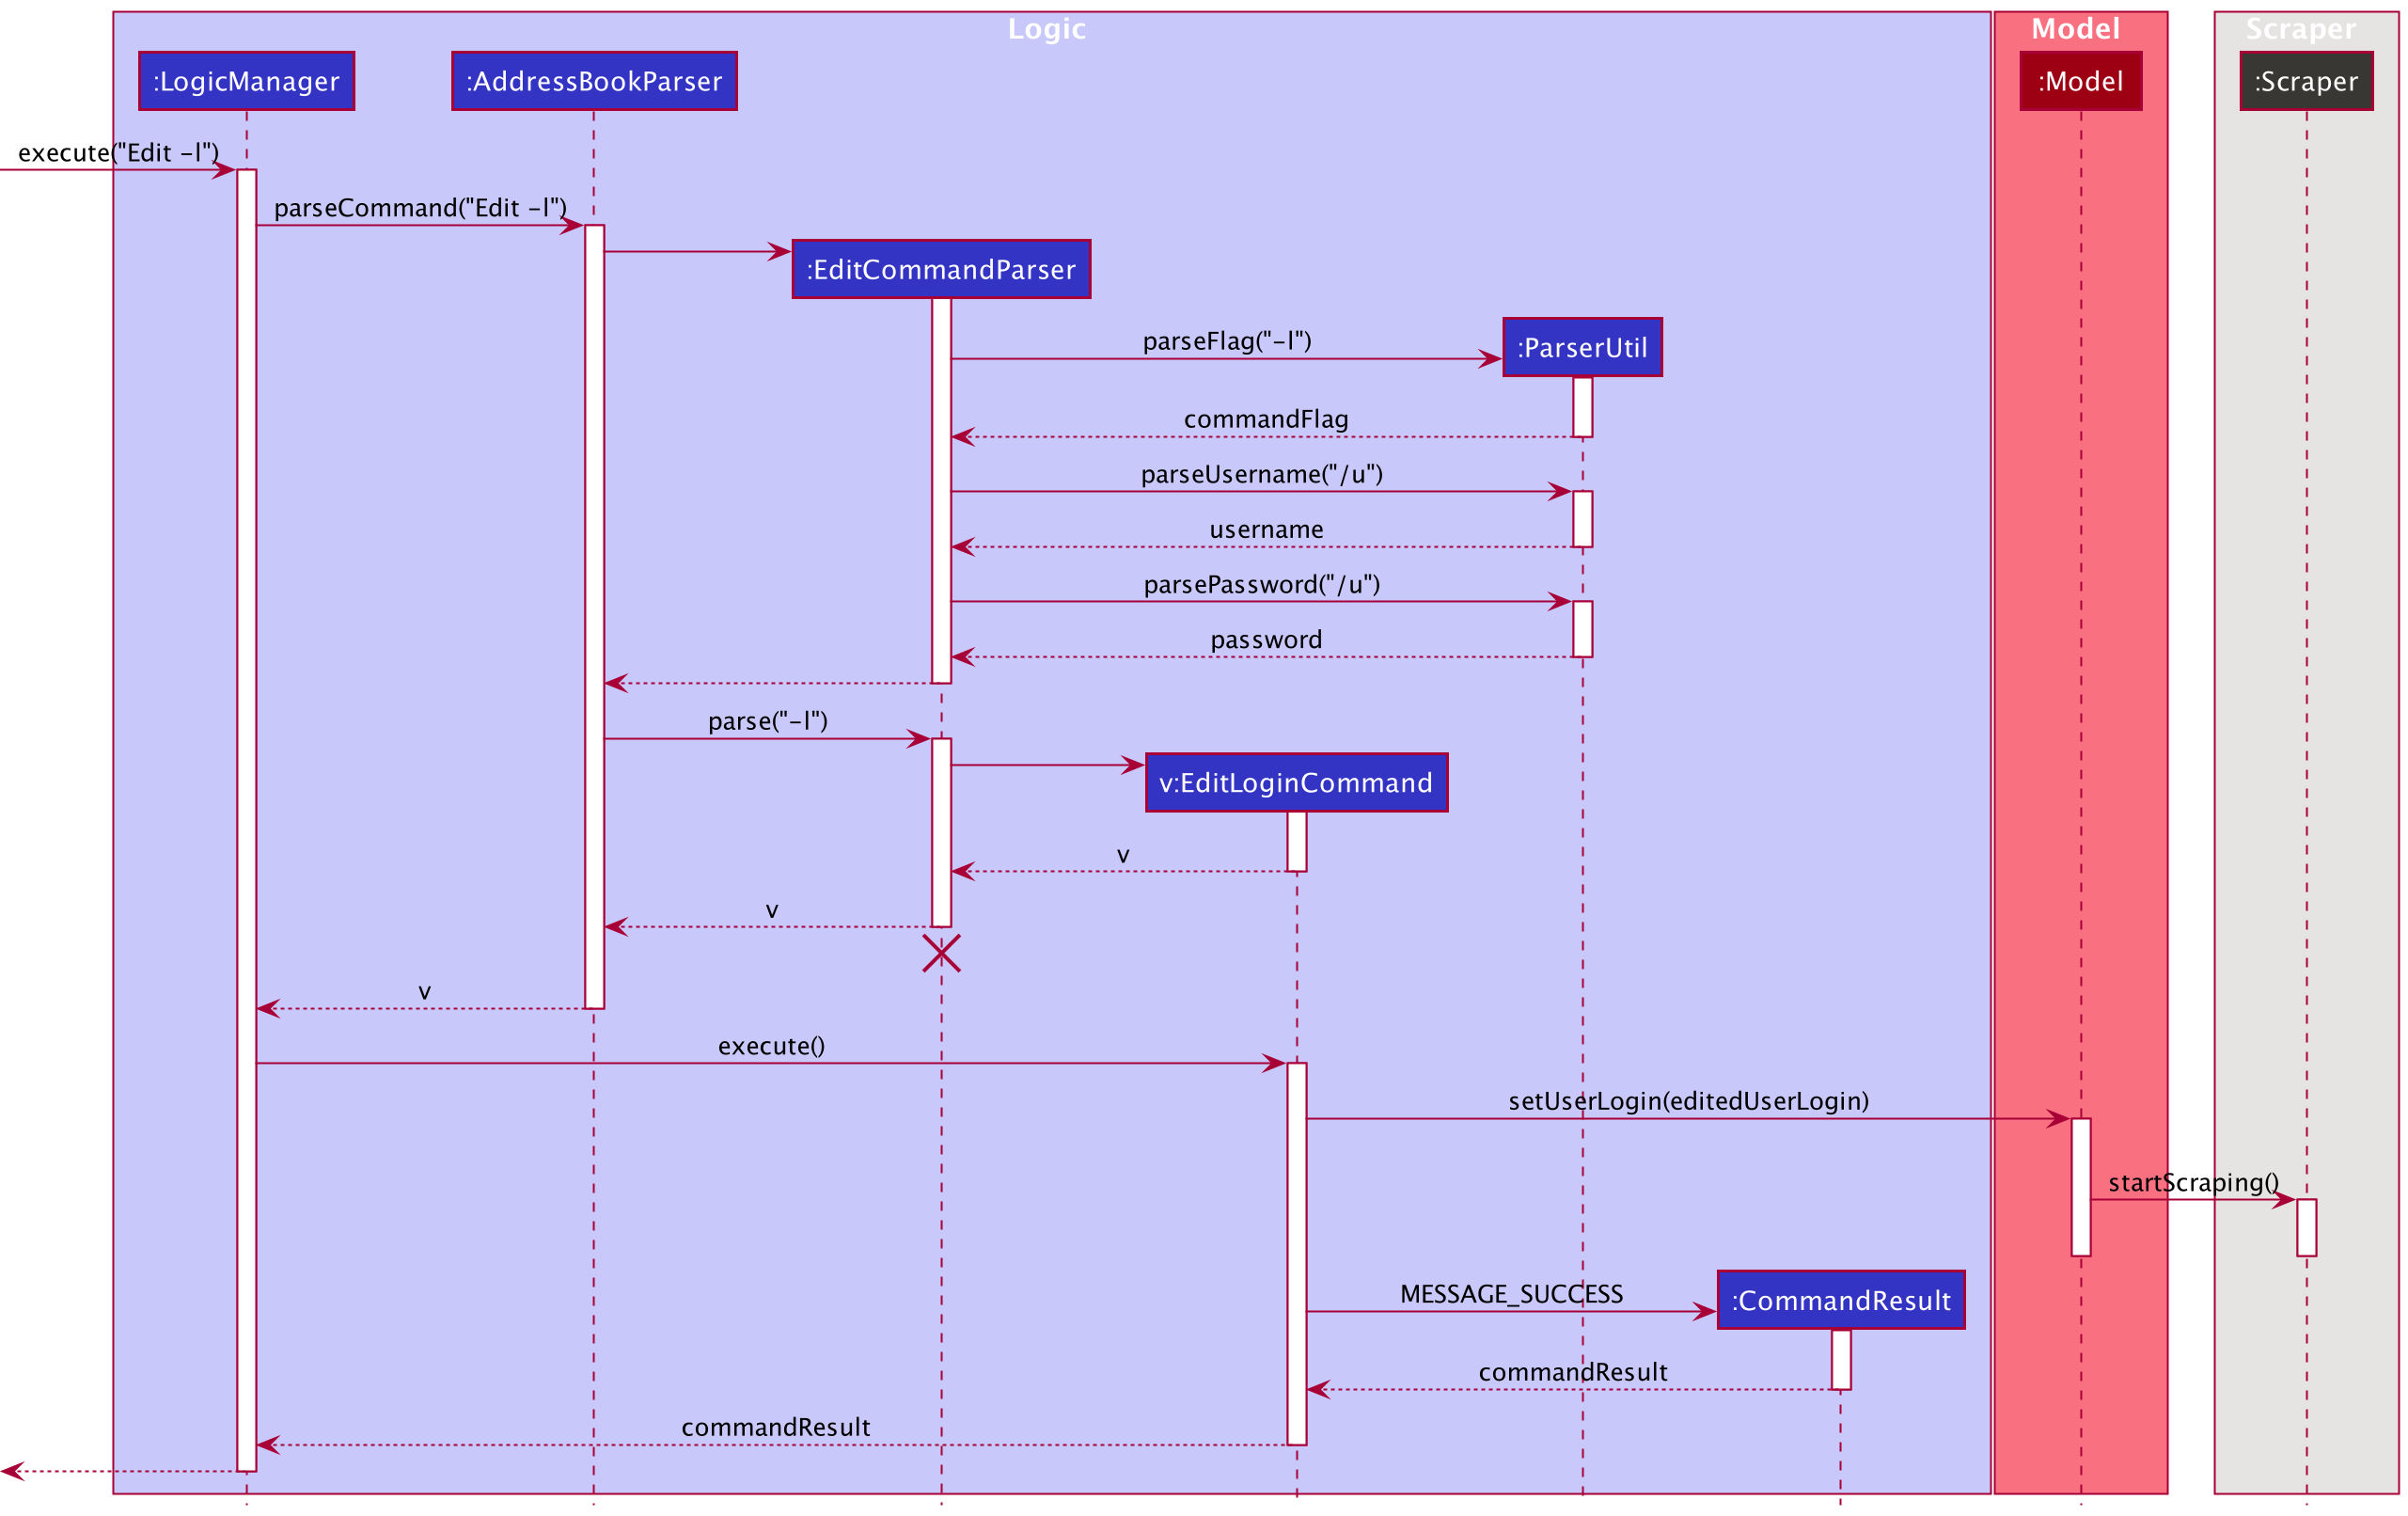 Logic
Model
Scraper
:LogicManager
:AddressBookParser
:Model
:Scraper
execute("Edit -l")
parseCommand("Edit -l")
:EditCommandParser
parseFlag("-l")
:ParserUtil
commandFlag
parseUsername("/u")
username
parsePassword("/u")
password
parse("-l")
v:EditLoginCommand
v
v
v
execute()
setUserLogin(editedUserLogin)
startScraping()
MESSAGE_SUCCESS
:CommandResult
commandResult
commandResult